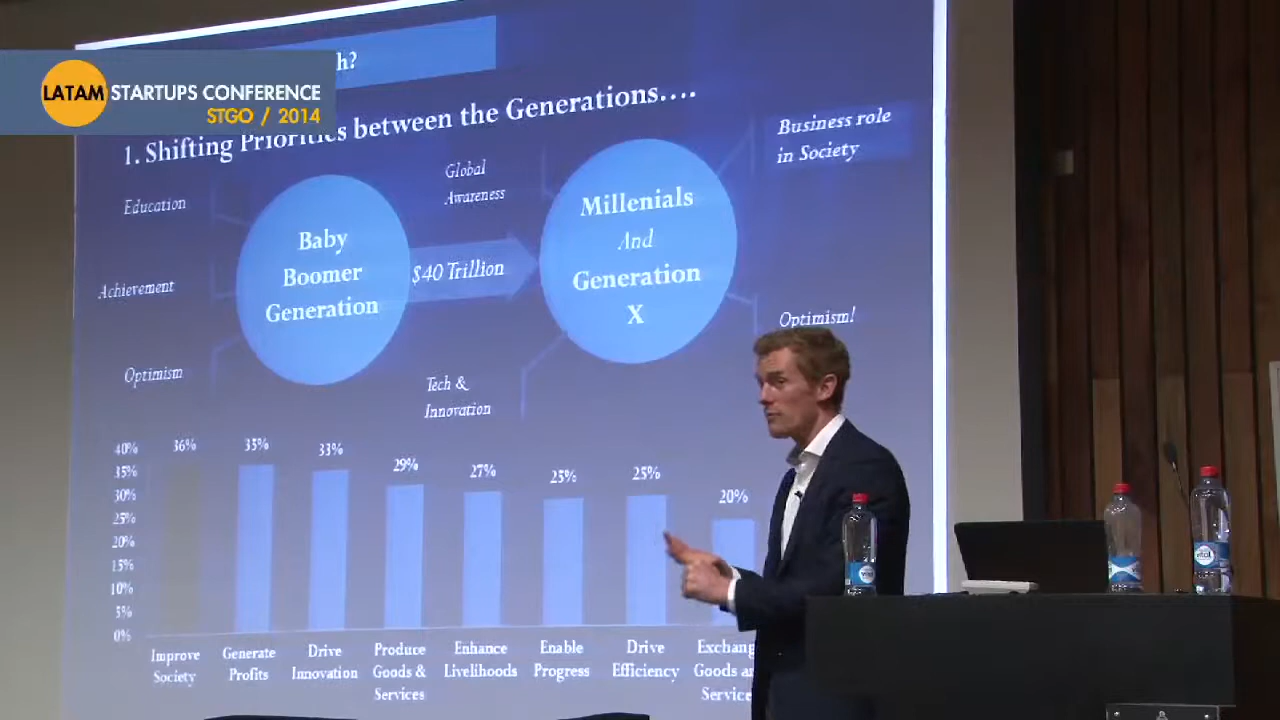 h?
LATAM STARTUPS CONFERENCE
STGO / 2014
1. Shifting Priorities between the Generations....
Business role
in Society
Global
Awareness
Education
Millenials
And
Generation
X
Baby
Boomer
Generation
$40 Trillion
Achievement
Optimism!
Optimism
Tech &
Innovation
40%
35%
30%
25%
20%
15%
10%
5%
0%
36%
35%
33%
29%
27%
25%
25%
20%
Improve
Society
Generate
Profits
Drive
Innovation
Produce
Goods &
Services
Enhance
Livelihoods
Enable
Progress
Drive
Efficiency
Exchang
Goods a
Service
vital
vital